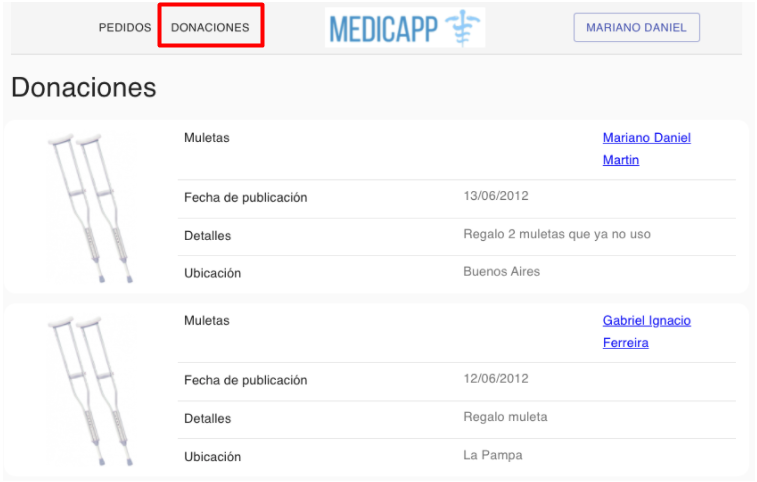 PEDIDOS DONACIONES MEDICAPP MARIANO DANIEL
Donaciones
Muletas Mariano Daniel
Martin
Fecha de publicación 13/06/2012
Detalles Regalo 2 muletas que ya no uso
Ubicación Buenos Aires
Muletas Gabriel Ignacio
Ferreira
Fecha de publicación 12/06/2012
Detalles Regalo muleta
Ubicación La Pampa